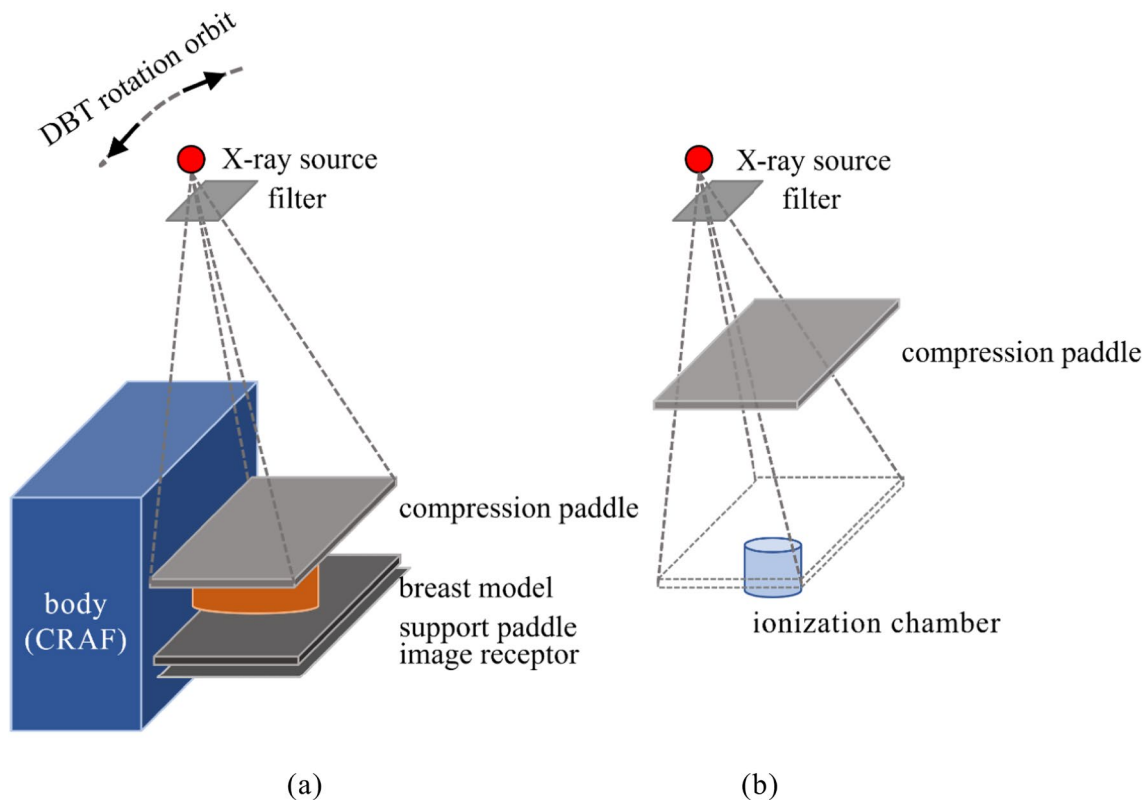 DBT rotation orbit
X-ray source
filter
compression paddle
breast model
support paddle
image receptor
body
(CRAF)
(a)
X-ray source
filter
compression paddle
ionization chamber
(b)